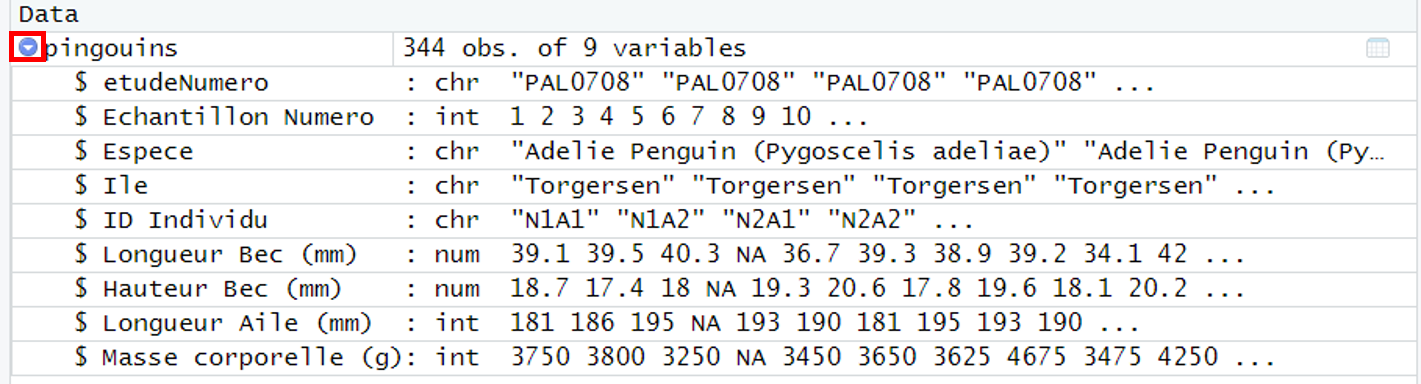 Data
pingouins 344 obs. of 9 variables
$ etudeNumero : chr "PAL0708" "PAL0708" "PAL0708" "PAL0708" ...
$ Echantillon Numero : int 1 2 3 4 5 6 7 8 9 10 ...
$ Espece : chr "Adelie Penguin (Pygoscelis adeliae)" "Adelie Penguin (Py…
$ Ile : chr "Torgersen" "Torgersen" "Torgersen" "Torgersen" ...
$ ID Individu : chr "N1A1" "N1A2" "N2A1" "N2A2" ...
$ Longueur Bec (mm) : num 39.1 39.5 40.3 NA 36.7 39.3 38.9 39.2 34.1 42 ...
$ Hauteur Bec (mm) : num 18.7 17.4 18 NA 19.3 20.6 17.8 19.6 18.1 20.2 ...
$ Longueur Aile (mm) : int 181 186 195 NA 193 190 181 195 193 190 ...
$ Masse corporelle (g): int 3750 3800 3250 NA 3450 3650 3625 4675 3475 4250 ...